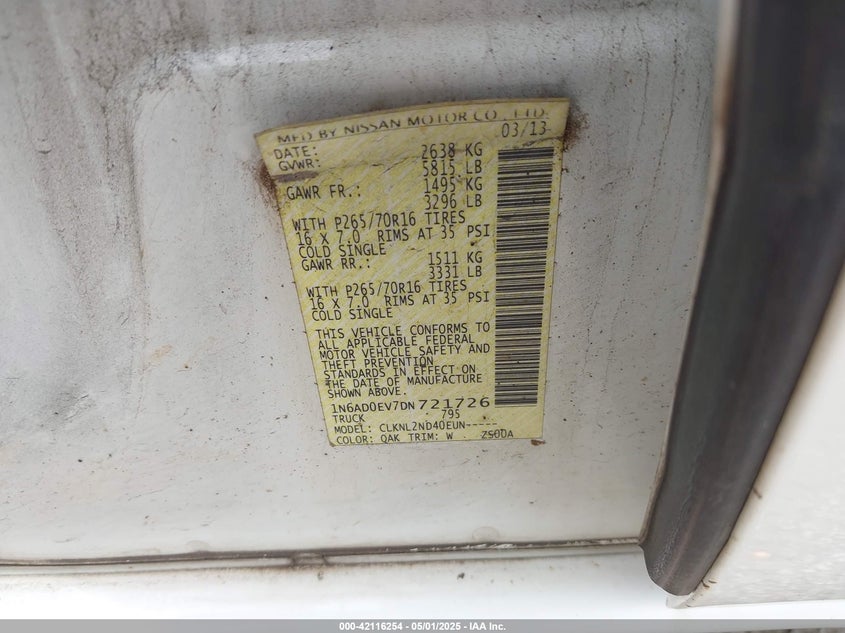 MFD BY NISSAN MOTOR CO., LTD.
DATE: 03/13
GVWR: 2638 KG
5815 LB
GAWR FR.: 1495 KG
3296 LB
WITH P265/70R16 TIRES
16 X 7.0 RIMS AT 35 PSI
COLD SINGLE
GAWR RR.: 1511 KG
3331 LB
WITH P265/70R16 TIRES
16 X 7.0 RIMS AT 35 PSI
COLD SINGLE
THIS VEHICLE CONFORMS TO
ALL APPLICABLE FEDERAL
MOTOR VEHICLE SAFETY AND
THEFT PREVENTION
STANDARDS IN EFFECT ON
THE DATE OF MANUFACTURE
SHOWN ABOVE.
1N6AD0EV7DN721726
TRUCK 795
MODEL: CLKNL2ND40EUN-----
COLOR: QAK TRIM: W
000-42116254 - 05/01/2025 - IAA Inc.